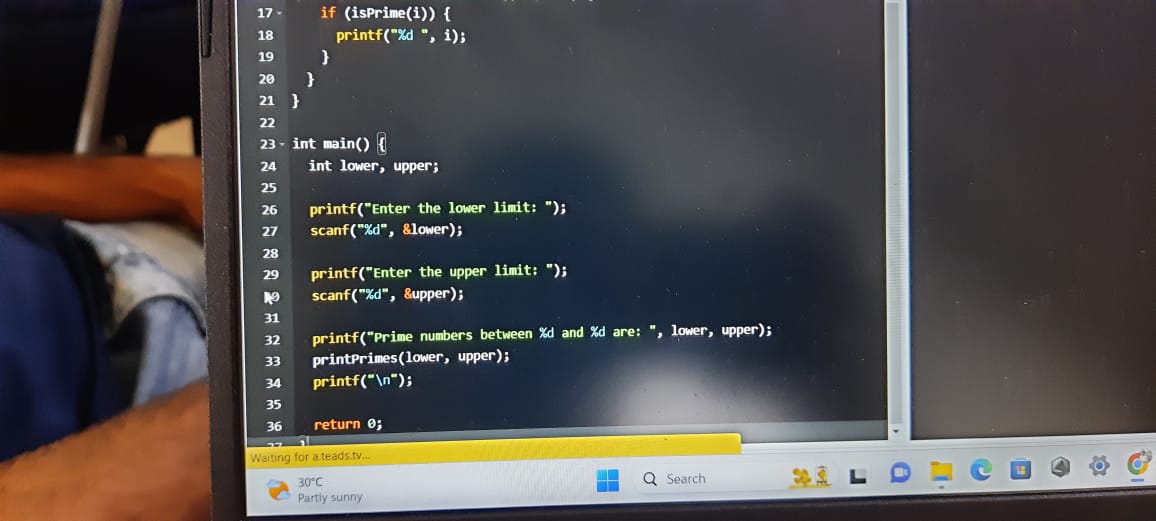 17 if (isPrime(i)) {
18 printf("%d ", i);
19 }
20 }
21 }
22
23 int main() {
24 int lower, upper;
25
26 printf("Enter the lower limit: ");
27 scanf("%d", &lower);
28
29 printf("Enter the upper limit: ");
scanf("%d", &upper);
31
32 printf("Prime numbers between %d and %d are: ", lower, upper);
33 printPrimes(lower, upper);
34 printf("\n");
35
36 return 0;
37 }
Waiting for a.teads.tv...
30°C
Partly sunny
Search